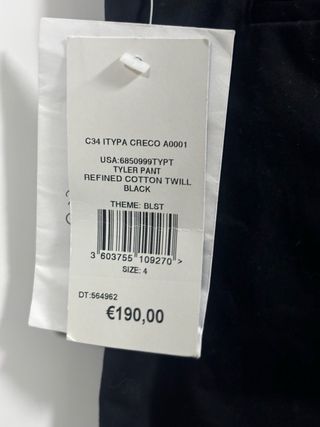 C34 ITYPA CRECO A0001
USA:6850999TYPT
TYLER PANT
REFINED COTTON TWILL
BLACK
THEME: BLST
3 603755 109270 >
SIZE: 4
DT:564962
€190,00